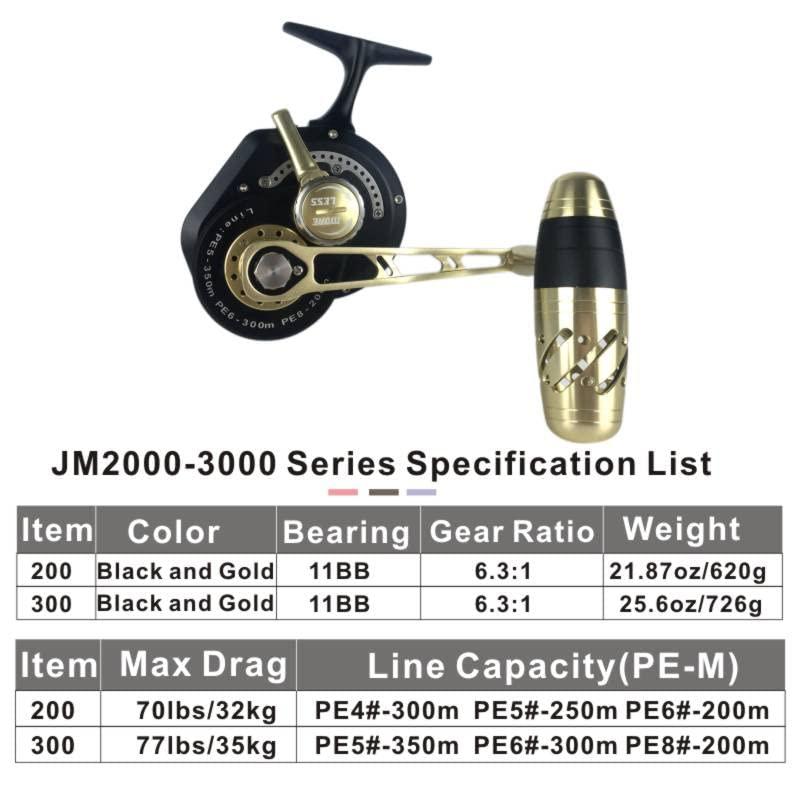 MORE
LESS
Line:PE5-350m PE6-300m PE8-20
JM2000-3000 Series Specification List
Item Color Bearing Gear Ratio Weight
200 Black and Gold 11BB 6.3:1 21.87oz/620g
300 Black and Gold 11BB 6.3:1 25.6oz/726g
Item Max Drag Line Capacity(PE-M)
200 70lbs/32kg PE4#-300m PE5#-250m PE6#-200m
300 77lbs/35kg PE5#-350m PE6#-300m PE8#-200m